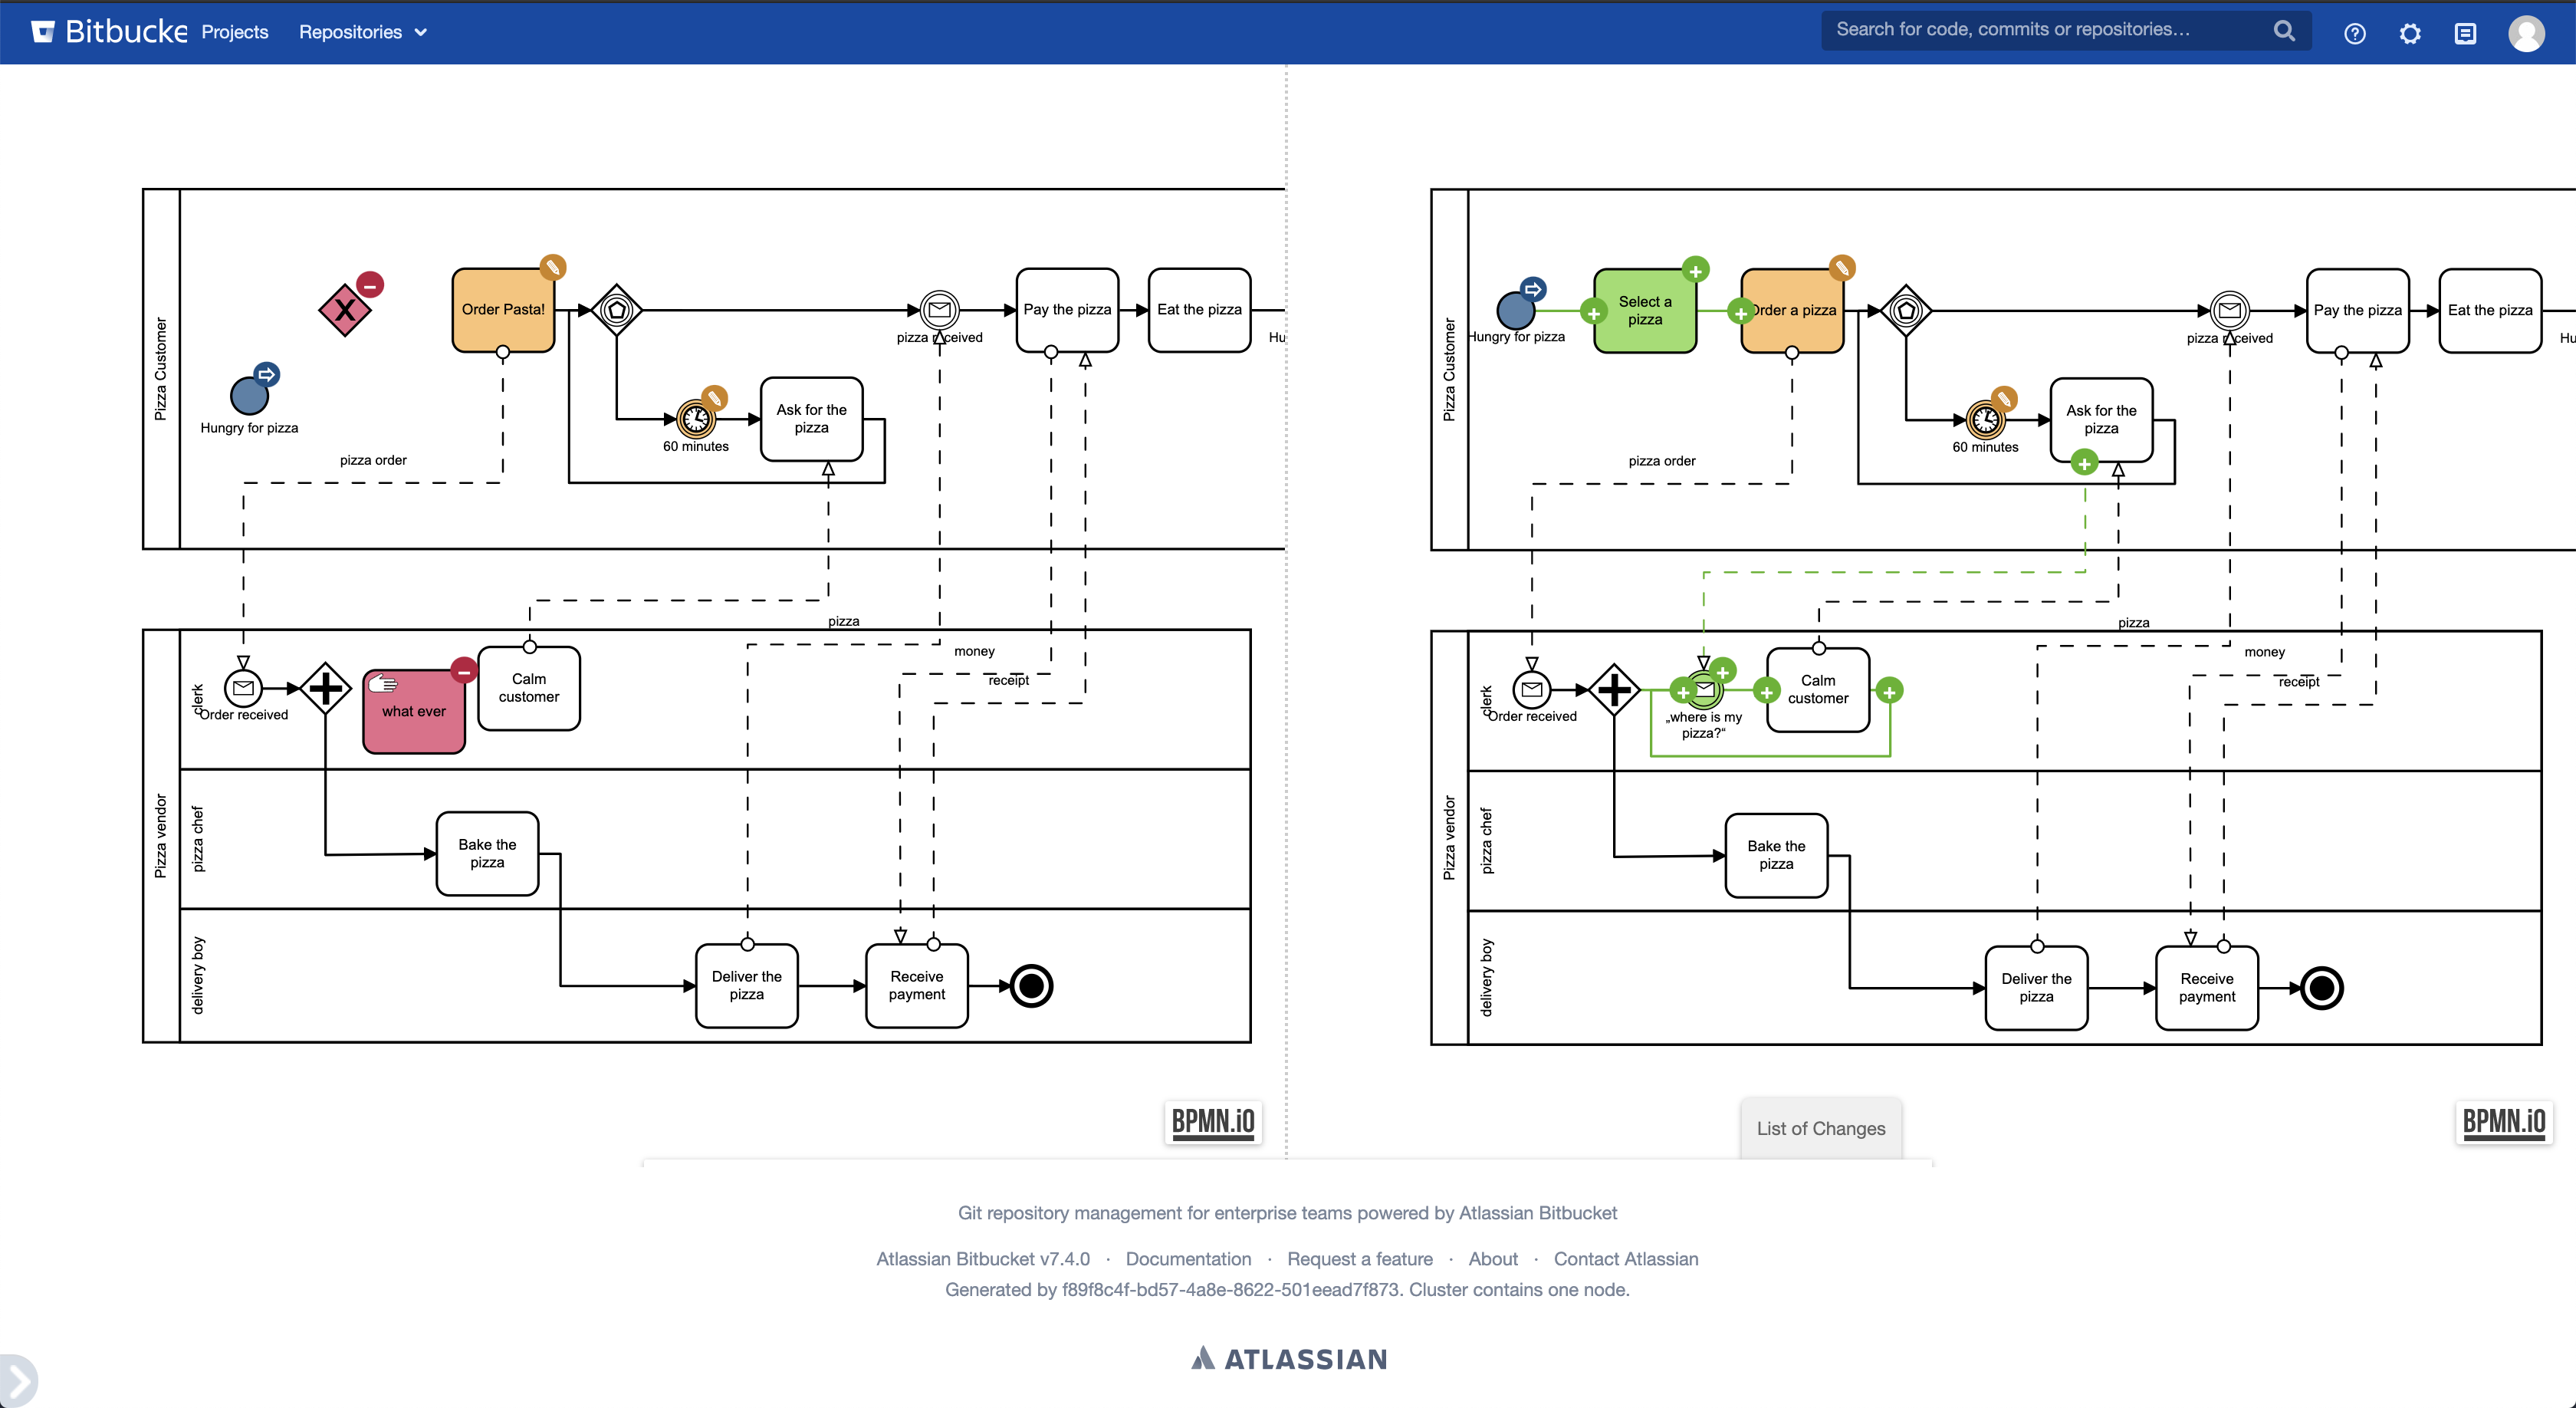 Bitbucke Projects Repositories Search for code, commits or repositories...
Pizza Customer
Order Pasta!
Hungry for pizza
pizza received
Pay the pizza
Eat the pizza
Hu
60 minutes
Ask for the
pizza
pizza order
pizza
money
receipt
Pizza vendor
clerk
Order received
what ever
Calm
customer
pizza chef
Bake the
pizza
delivery boy
Deliver the
pizza
Receive
payment
BPMN.iO
Pizza Customer
Hungry for pizza
Select a
pizza
Order a pizza
pizza received
Pay the pizza
Eat the pizza
Hu
60 minutes
Ask for the
pizza
pizza order
pizza
money
receipt
Pizza vendor
clerk
Order received
„where is my
pizza?“
Calm
customer
pizza chef
Bake the
pizza
delivery boy
Deliver the
pizza
Receive
payment
List of Changes
BPMN.iO
Git repository management for enterprise teams powered by Atlassian Bitbucket
Atlassian Bitbucket v7.4.0 · Documentation · Request a feature · About · Contact Atlassian
Generated by f89f8c4f-bd57-4a8e-8622-501eead7f873. Cluster contains one node.
ATLASSIAN